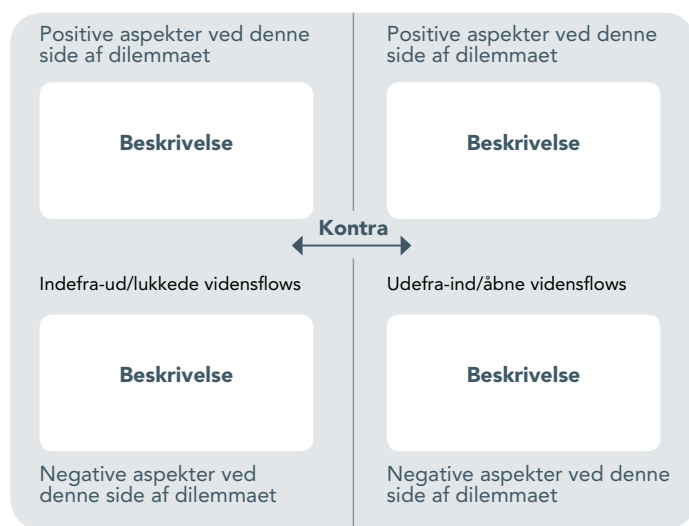 Positive aspekter ved denne
side af dilemmaet
Positive aspekter ved denne
side af dilemmaet
Beskrivelse
Beskrivelse
Kontra
Indefra-ud/lukkede vidensflows
Udefra-ind/åbne vidensflows
Beskrivelse
Beskrivelse
Negative aspekter ved
denne side af dilemmaet
Negative aspekter ved denne
side af dilemmaet